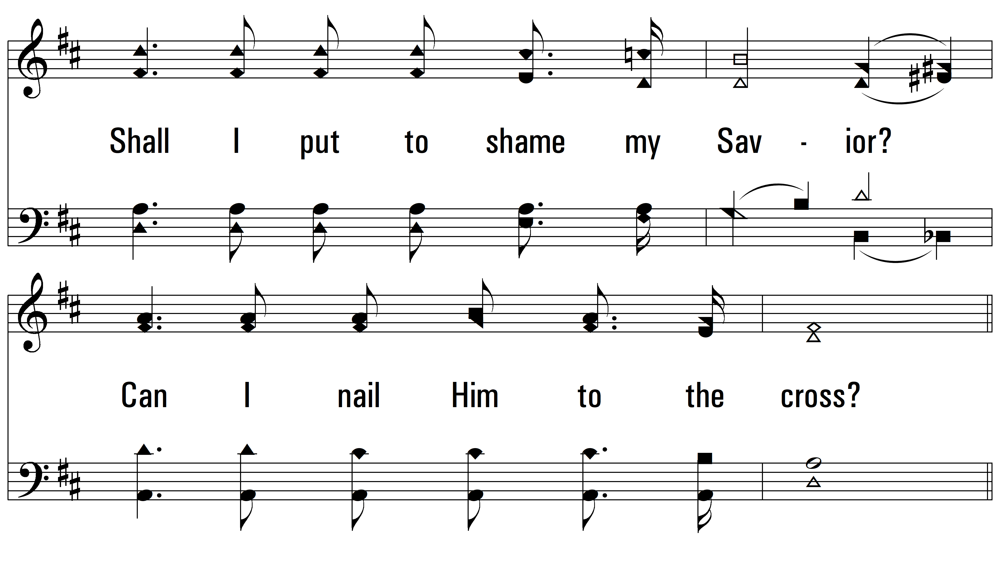 Shall I put to shame my Sav - ior?
Can I nail Him to the cross?